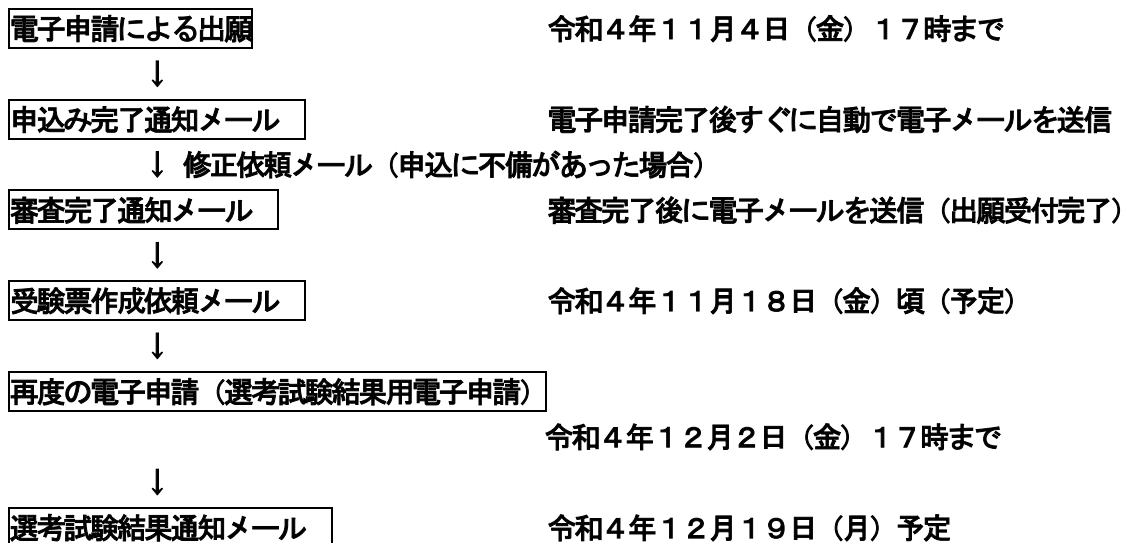 電子申請による出願 令和４年１１月４日（金）１７時まで
↓
申込み完了通知メール 電子申請完了後すぐに自動で電子メールを送信
↓ 修正依頼メール（申込に不備があった場合）
審査完了通知メール 審査完了後に電子メールを送信（出願受付完了）
↓
受験票作成依頼メール 令和４年１１月１８日（金）頃（予定）
↓
再度の電子申請（選考試験結果用電子申請）
令和４年１２月２日（金）１７時まで
↓
選考試験結果通知メール 令和４年１２月１９日（月）予定